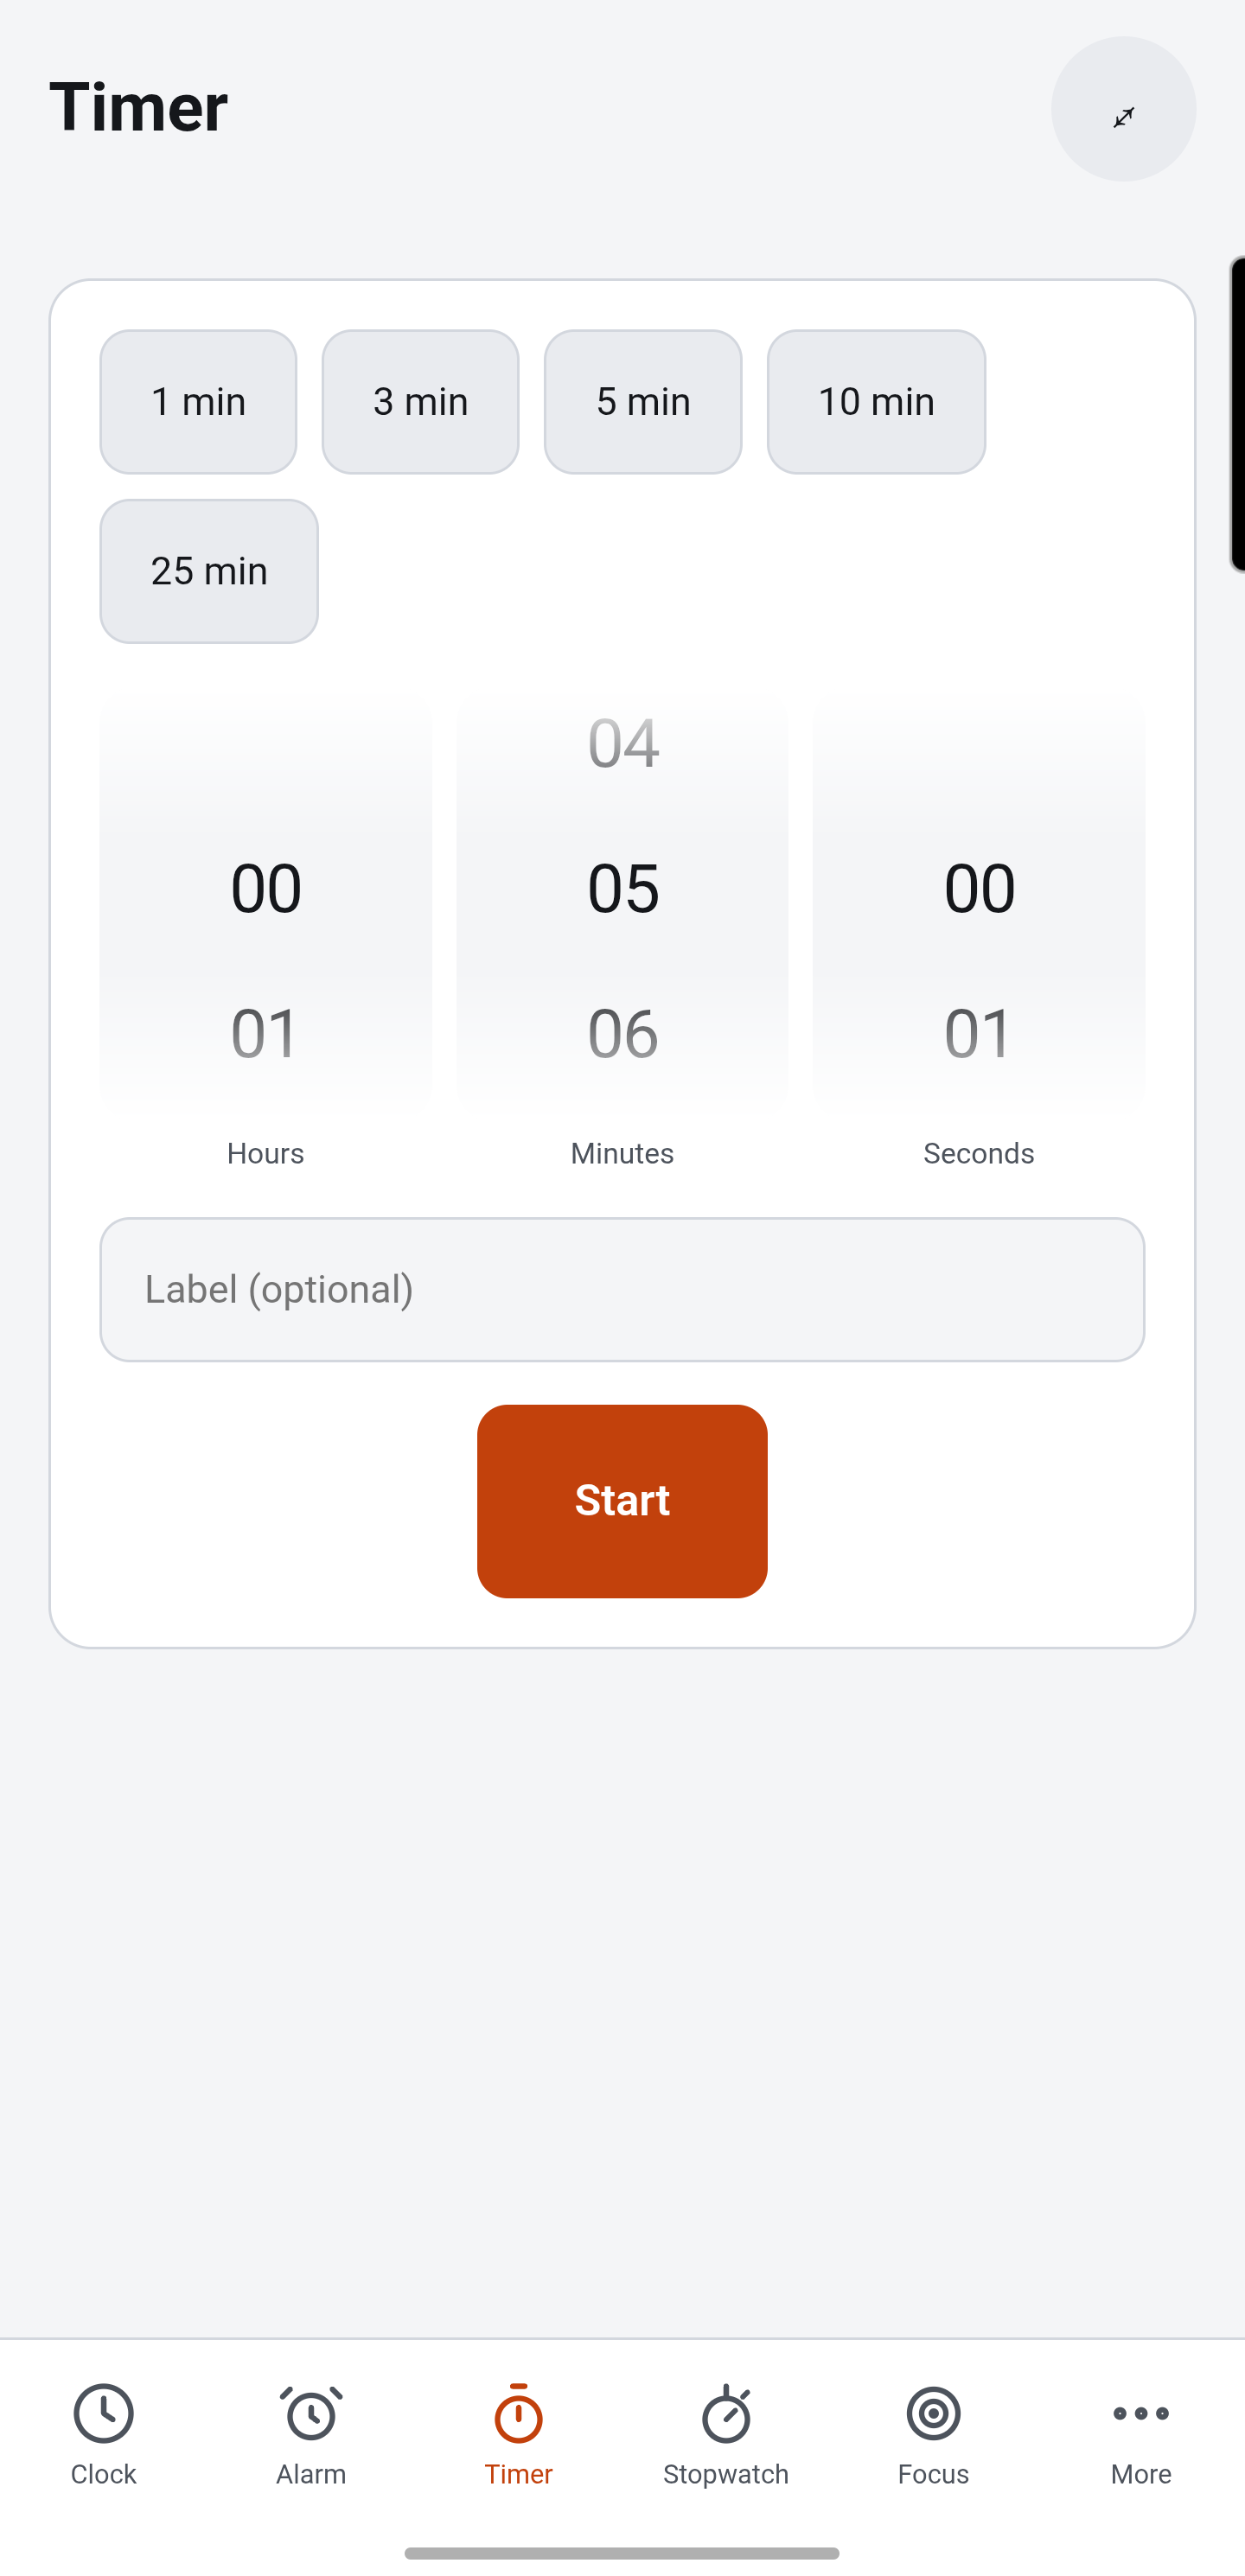 Timer
1 min 3 min 5 min 10 min
25 min
04
00 05 00
01 06 01
Hours Minutes Seconds
Label (optional)
Start
Clock Alarm Timer Stopwatch Focus More